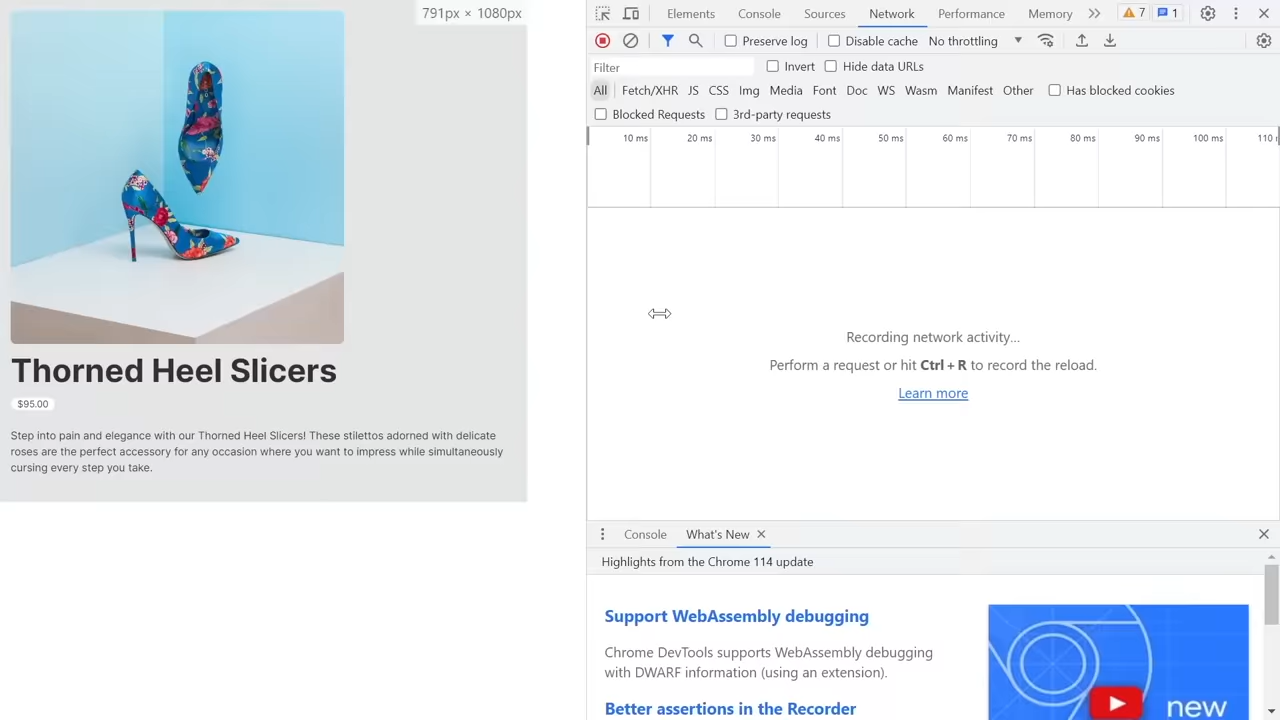 791px × 1080px
Elements Console Sources Network Performance Memory 7 1
Preserve log Disable cache No throttling
Filter Invert Hide data URLs
All Fetch/XHR JS CSS Img Media Font Doc WS Wasm Manifest Other Has blocked cookies
Blocked Requests 3rd-party requests
10 ms 20 ms 30 ms 40 ms 50 ms 60 ms 70 ms 80 ms 90 ms 100 ms 110
Recording network activity...
Perform a request or hit Ctrl + R to record the reload.
Learn more
Thorned Heel Slicers
$95.00
Step into pain and elegance with our Thorned Heel Slicers! These stilettos adorned with delicate
roses are the perfect accessory for any occasion where you want to impress while simultaneously
cursing every step you take.
Console What's New
Highlights from the Chrome 114 update
Support WebAssembly debugging
Chrome DevTools supports WebAssembly debugging
with DWARF information (using an extension).
Better assertions in the Recorder
new